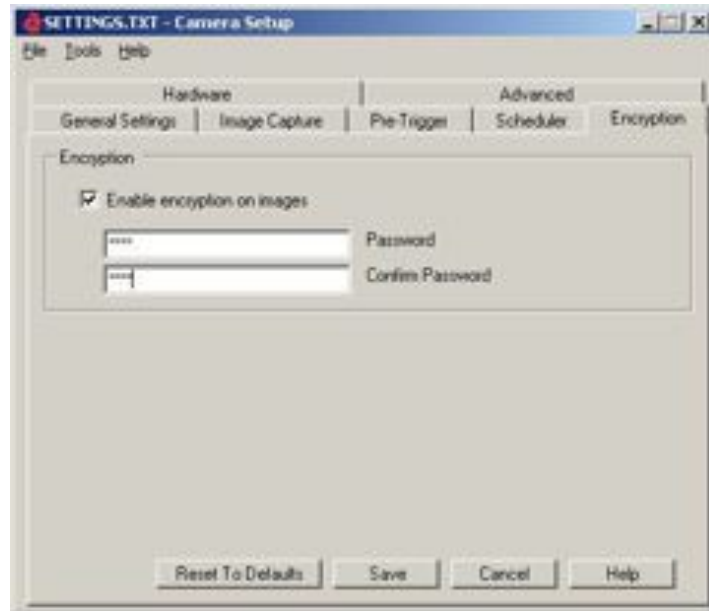 SETTINGS.TXT - Camera Setup
File Tools Help
Hardware Advanced
General Settings Image Capture Pre-Trigger Scheduler Encryption
Encryption
Enable encryption on images
**** Password
**** Confirm Password
Reset To Defaults Save Cancel Help